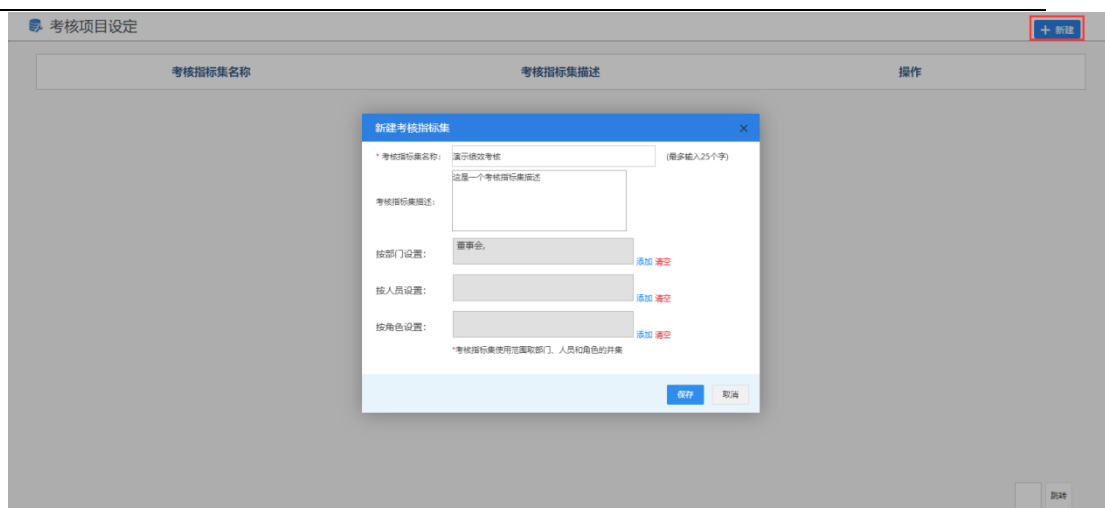 考核项目设定
+ 新建
考核指标集名称 考核指标集描述 操作
新建考核指标集 ×
* 考核指标集名称: 演示绩效考核 (最多输入25个字)
这是一个考核指标集描述
考核指标集描述:
董事会,
按部门设置: 添加 清空
按人员设置: 添加 清空
按角色设置: 添加 清空
*考核指标集使用范围取部门、人员和角色的并集
保存 取消
跳转